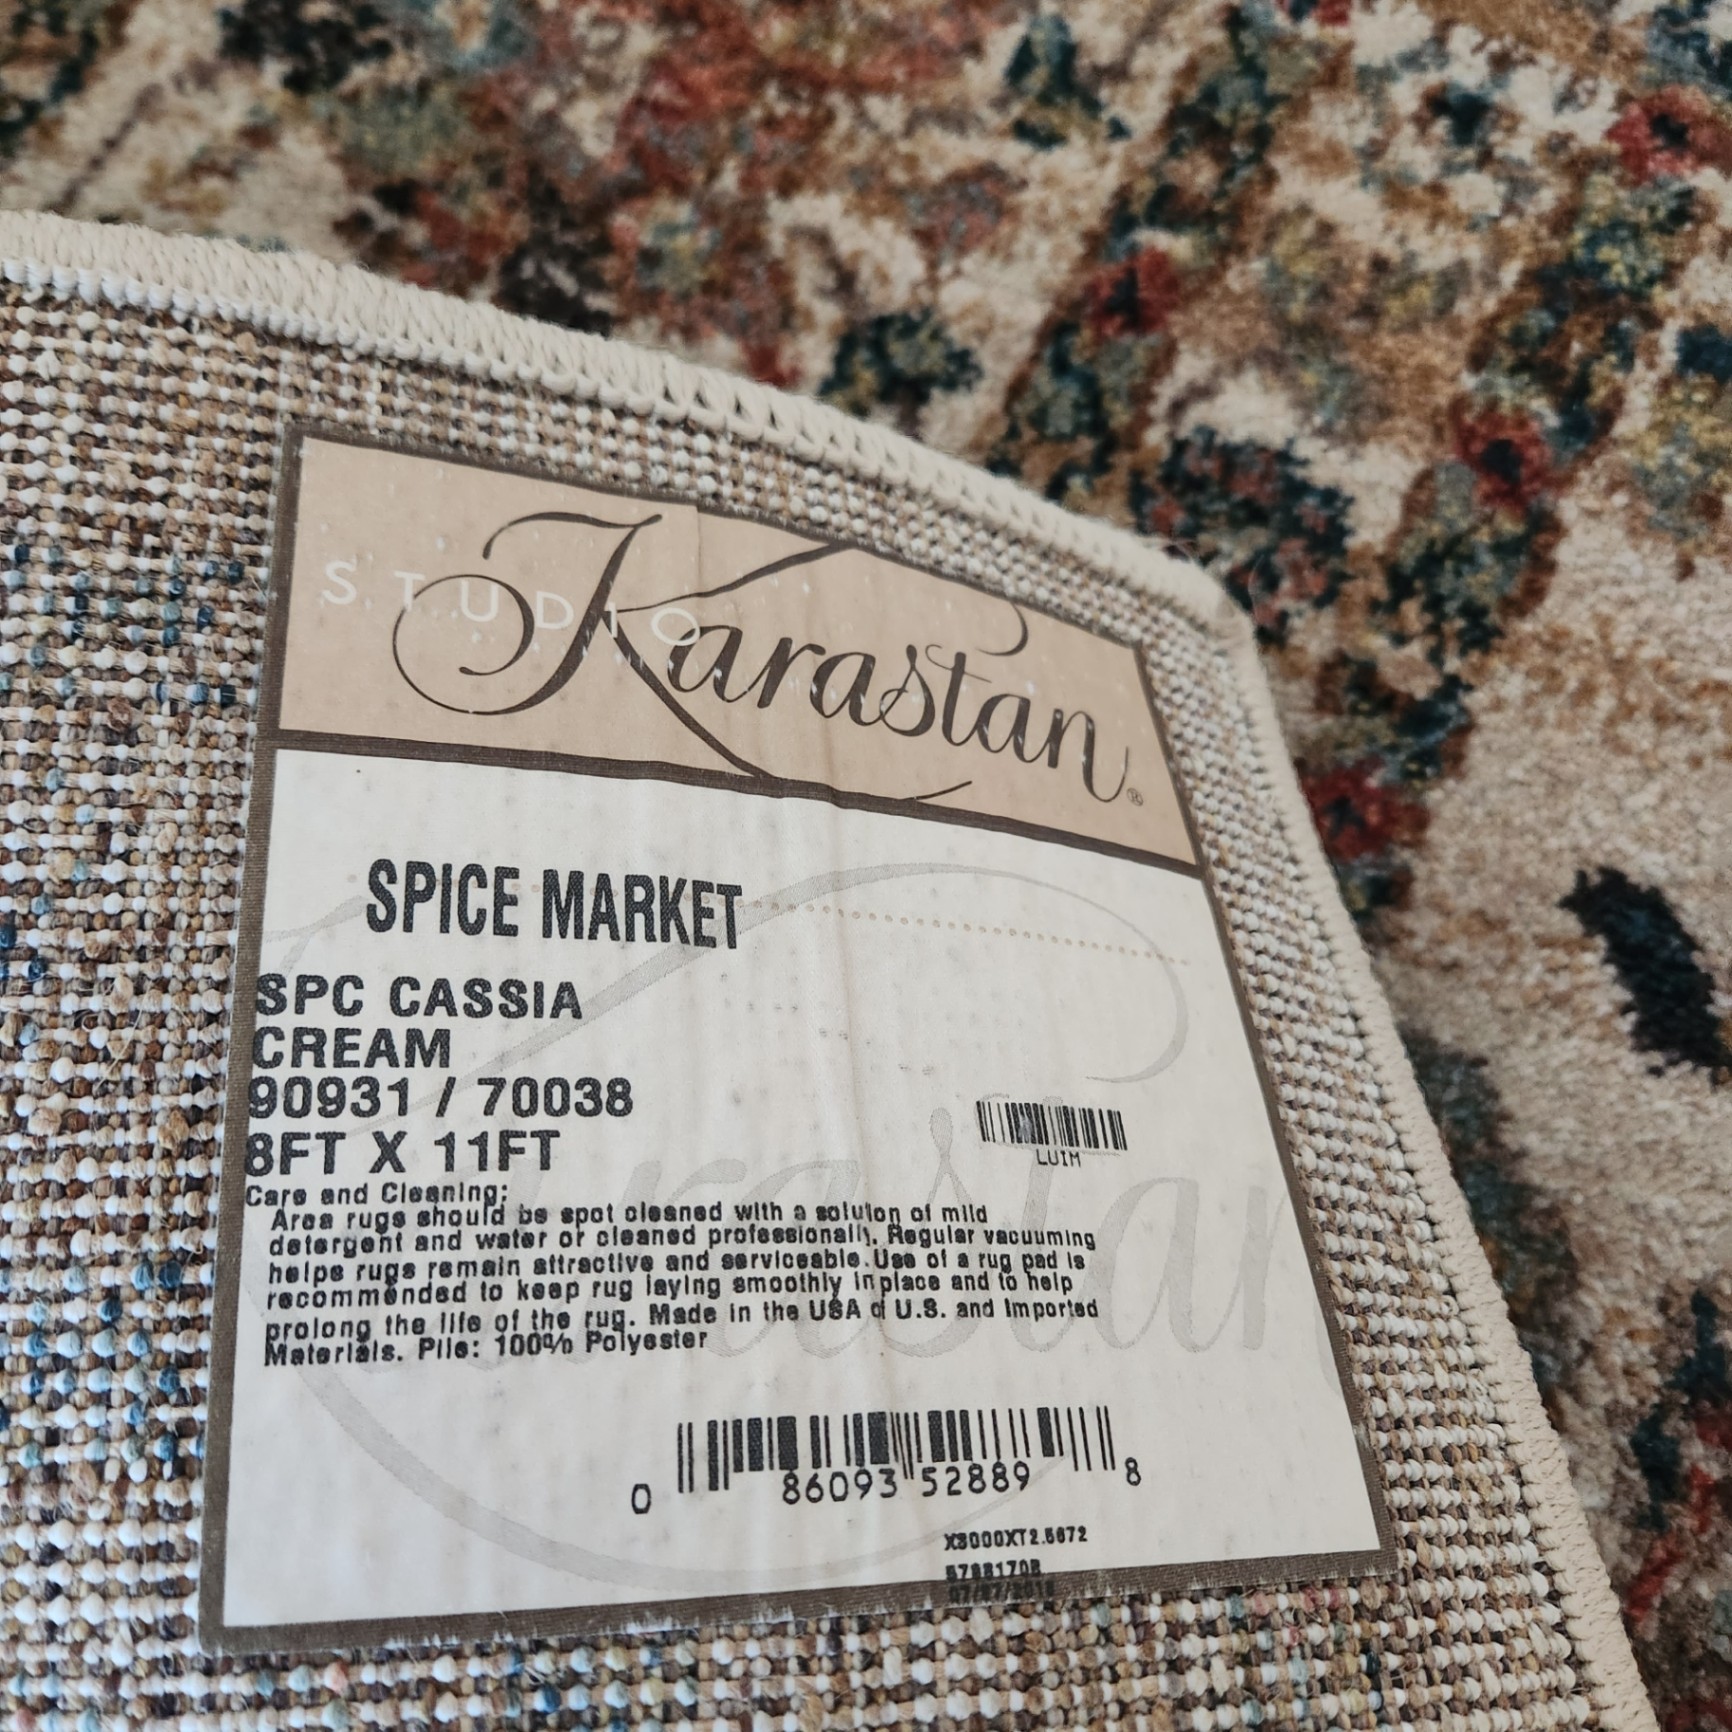 STUDIO
Karastan®
SPICE MARKET
SPC CASSIA
CREAM
90931 / 70038
8FT X 11FT
LUIM
Care and Cleaning:
Area rugs should be spot cleaned with a solution of mild
detergent and water or cleaned professionally. Regular vacuuming
helps rugs remain attractive and serviceable. Use of a rug pad is
recommended to keep rug laying smoothly in place and to help
prolong the life of the rug. Made in the USA of U.S. and Imported
Materials. Pile: 100% Polyester
0 86093 52889 8
X3000XT2.5672